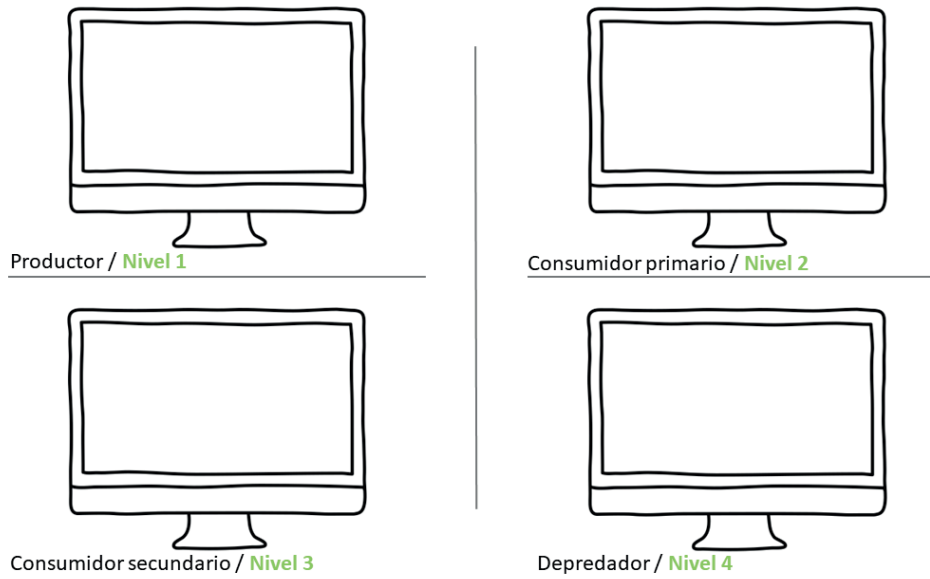 Productor / Nivel 1
Consumidor primario / Nivel 2
Consumidor secundario / Nivel 3
Depredador / Nivel 4